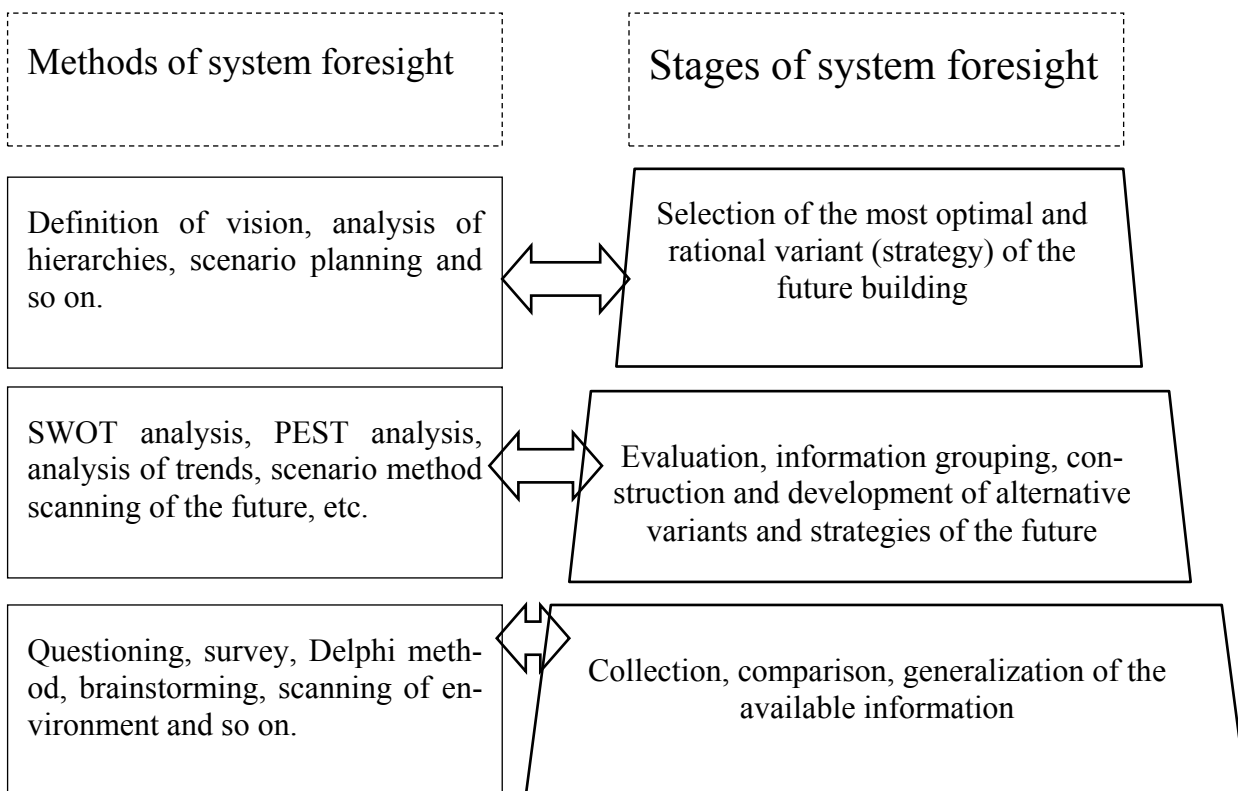 Methods of system foresight
Stages of system foresight
Definition of vision, analysis of
hierarchies, scenario planning and
so on.
Selection of the most optimal and
rational variant (strategy) of the
future building
SWOT analysis, PEST analysis,
analysis of trends, scenario method
scanning of the future, etc.
Evaluation, information grouping, con-
struction and development of alternative
variants and strategies of the future
Questioning, survey, Delphi meth-
od, brainstorming, scanning of en-
vironment and so on.
Collection, comparison, generalization of the
available information